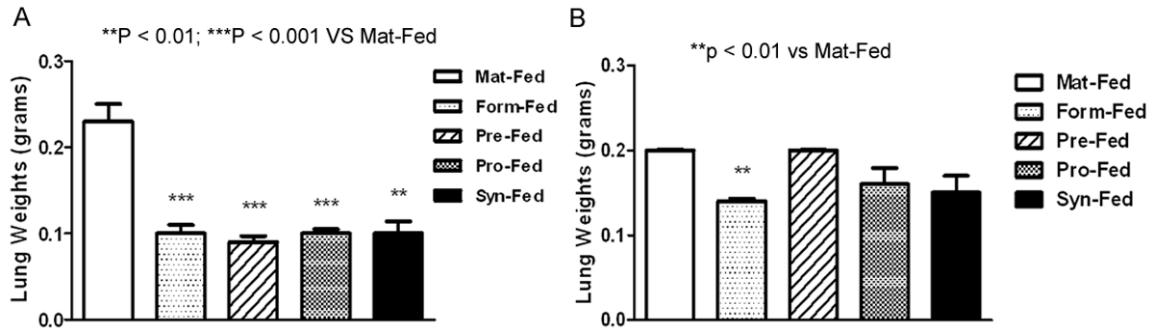 A
**P < 0.01; ***P < 0.001 VS Mat-Fed
Lung Weights (grams)
0.3
0.2
0.1
0.0
***
***
***
**
Mat-Fed
Form-Fed
Pre-Fed
Pro-Fed
Syn-Fed
B
**p < 0.01 vs Mat-Fed
Lung Weights (grams)
0.3
0.2
0.1
0.0
**
Mat-Fed
Form-Fed
Pre-Fed
Pro-Fed
Syn-Fed